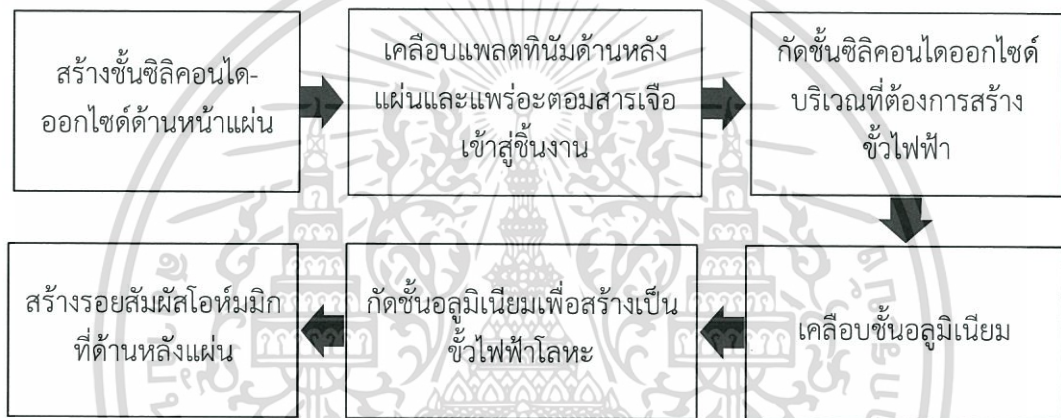 สร้างชั้นซิลิคอนได-
ออกไซด์ด้านหน้าแผ่น
เคลือบแพลตทินัมด้านหลัง
แผ่นและแพร่อะตอมสารเจือ
เข้าสู่ชิ้นงาน
กัดชั้นซิลิคอนไดออกไซด์
บริเวณที่ต้องการสร้าง
ขั้วไฟฟ้า
เคลือบชั้นอลูมิเนียม
กัดชั้นอลูมิเนียมเพื่อสร้างเป็น
ขั้วไฟฟ้าโลหะ
สร้างรอยสัมผัสโอห์มมิก
ที่ด้านหลังแผ่น